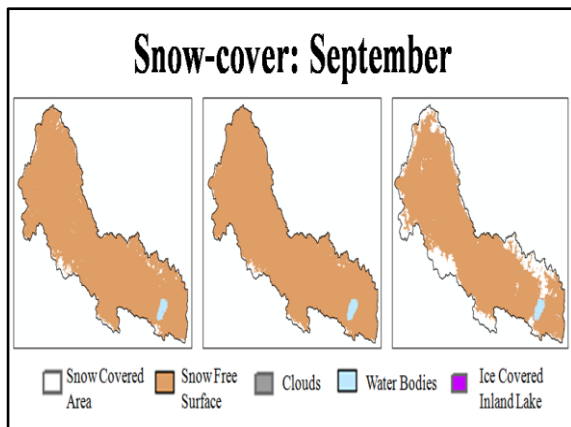 Snow-cover: September
Snow Covered Area
Snow Free Surface
Clouds
Water Bodies
Ice Covered Inland Lake